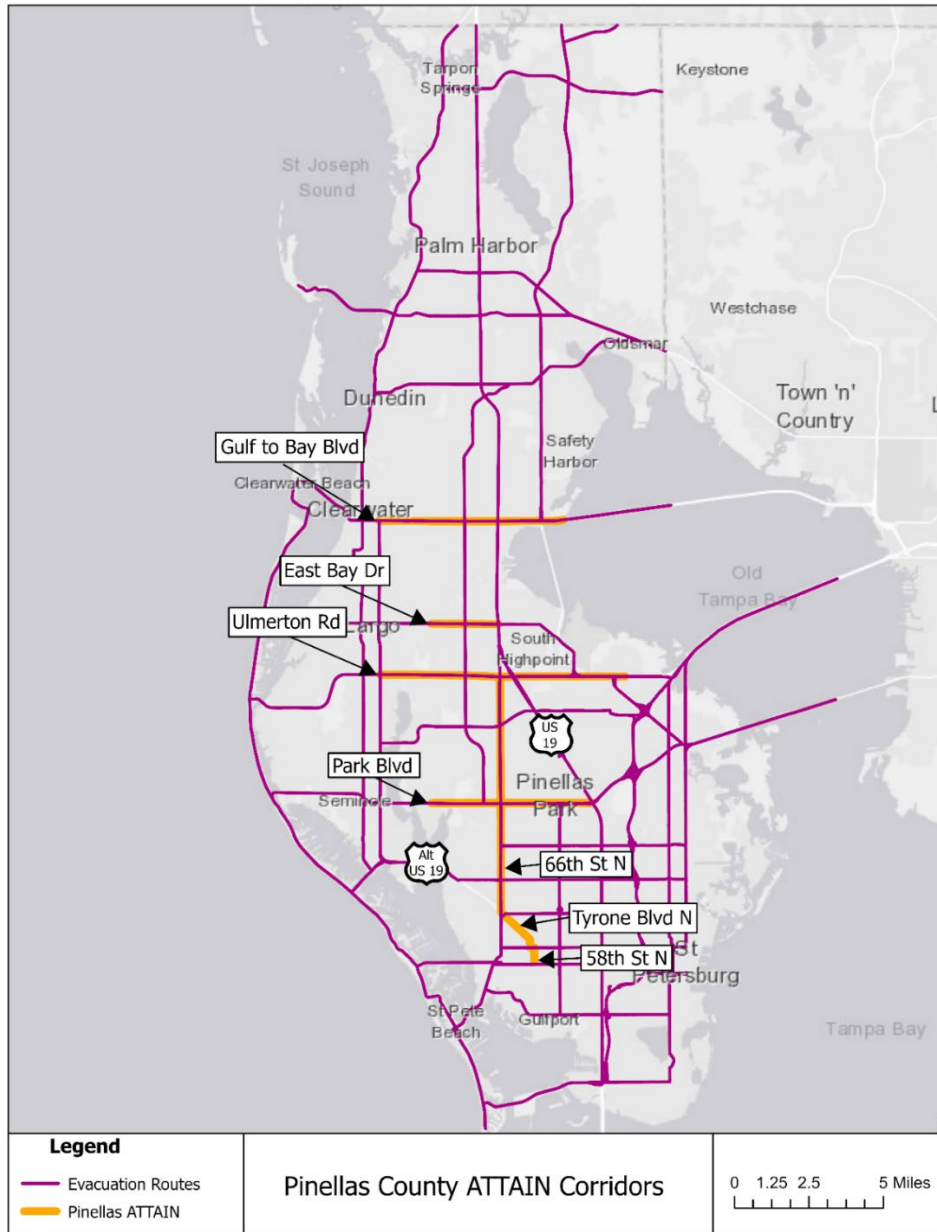 Tarpon
Springs
Keystone
St Joseph
Sound
Palm Harbor
Westchase
Oldsmar
Dunedin
Town 'n'
Country
L
Gulf to Bay Blvd
Safety
Harbor
Clearwater Beach
Clearwater
East Bay Dr
Old
Tampa Bay
Ulmerton Rd
Largo
South
Highpoint
US
19
Park Blvd
Pinellas
Park
Seminole
Alt
US 19
66th St N
Tyrone Blvd N
58th St N
St
Petersburg
St Pete
Beach
Gulfport
Tampa Bay
Legend
Evacuation Routes
Pinellas ATTAIN
Pinellas County ATTAIN Corridors
0 1.25 2.5 5 Miles